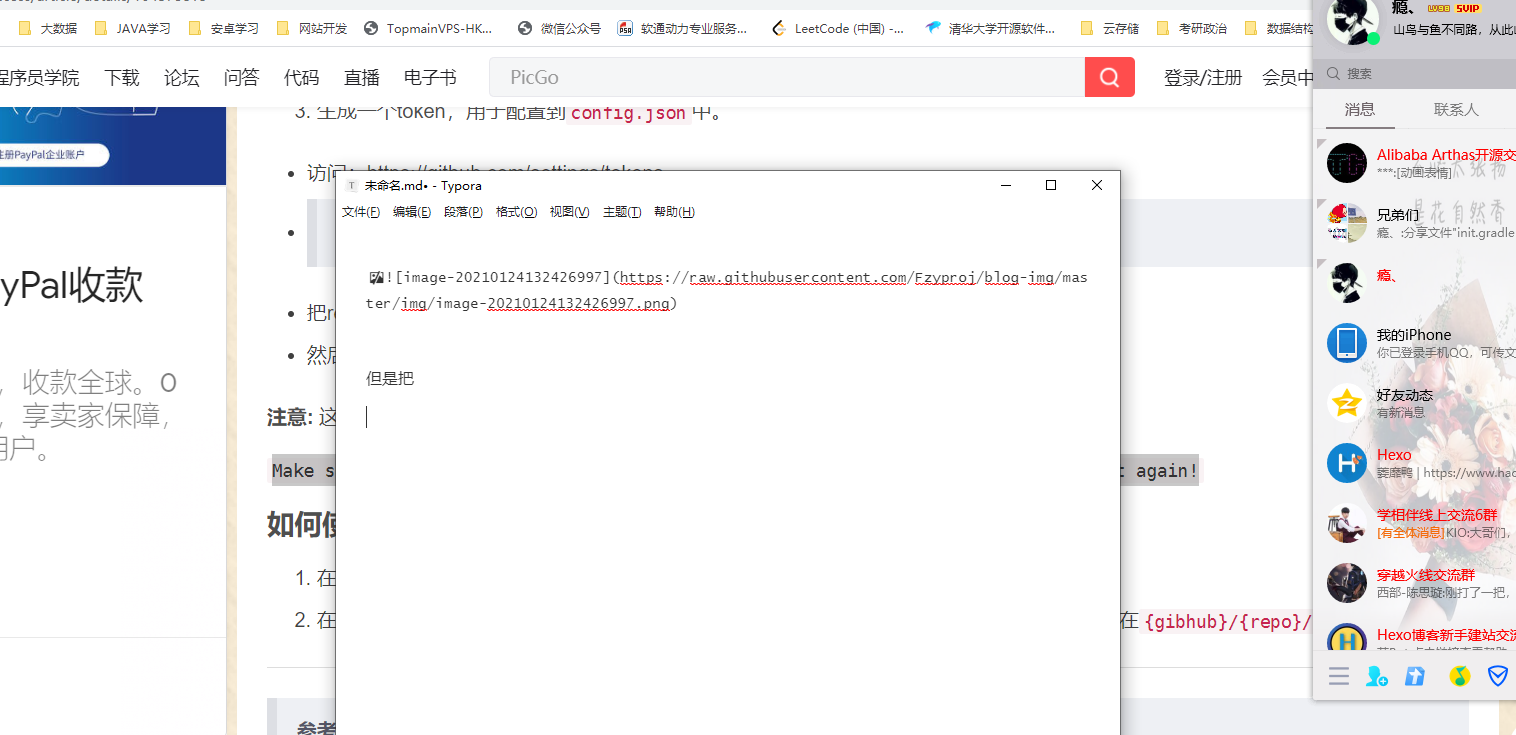 大数据 JAVA学习 安卓学习 网站开发 TopmainVPS-HK... 微信公众号 软通动力专业服务... LeetCode (中国) -... 清华大学开源软件... 云存储 考研政治 数据结构
程序员学院 下载 论坛 问答 代码 直播 电子书 PicGo 登录/注册 会员中
3. 生成一个token，用于配置到 config.json 中。
注册PayPal企业账户
访问：https://github.com/settings/tokens
yPal收款
，收款全球。0
，享卖家保障，
用户。
把re
然后
注意: 这
Make s
t again!
如何使
1. 在
2. 在
在 {gibhub}/{repo}/
参考
未命名.md• - Typora
文件(F) 编辑(E) 段落(P) 格式(O) 视图(V) 主题(T) 帮助(H)
![image-20210124132426997](https://raw.githubusercontent.com/Fzyproj/blog-img/mas
ter/img/image-20210124132426997.png)
但是把
瘾、 LV98 SVIP
山鸟与鱼不同路，从此山
搜索
消息 联系人
Alibaba Arthas开源交
***:[动画表情]
兄弟们
瘾、:分享文件"init.gradle
瘾、
我的iPhone
你已登录手机QQ，可传文
好友动态
有新消息
Hexo
萎靡鸭 | https://www.hao
学相伴线上交流6群
[有全体消息]KIO:大哥们，
穿越火线交流群
西部-陈思璇:刚打了一把，
Hexo博客新手建站交流